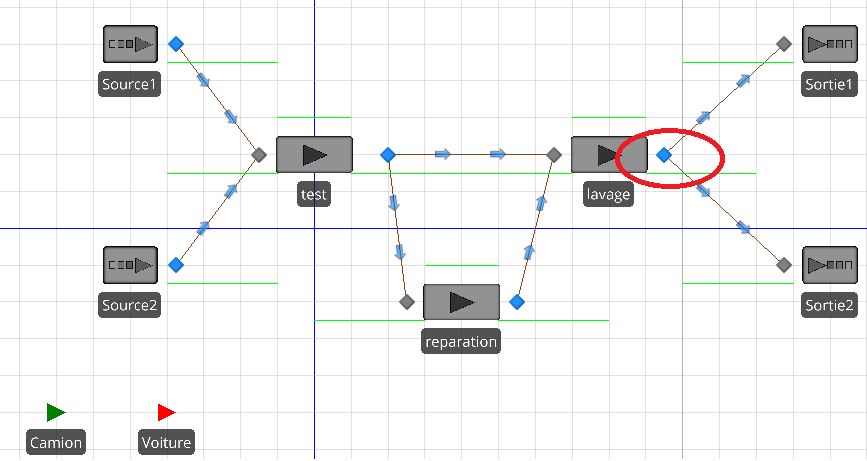 Source1
Sortie1
test
lavage
Source2
Sortie2
reparation
Camion
Voiture